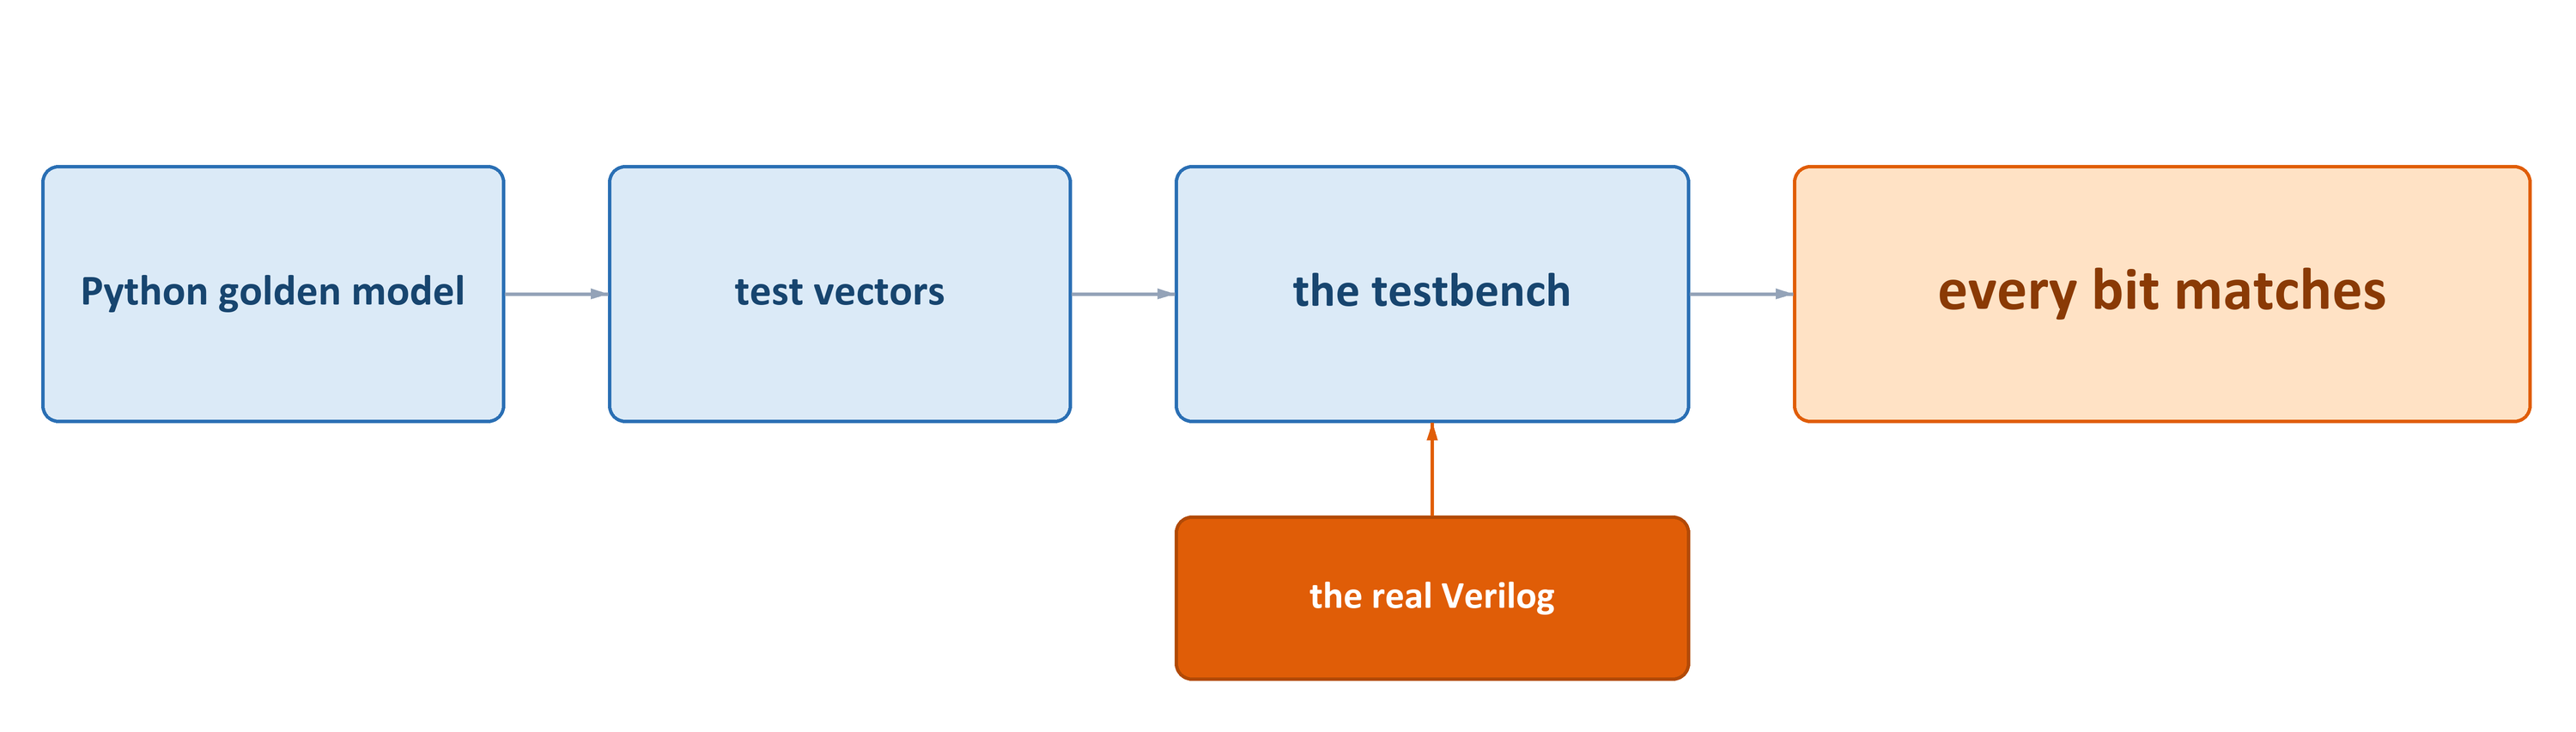 Python golden model
test vectors
the testbench
every bit matches
the real Verilog